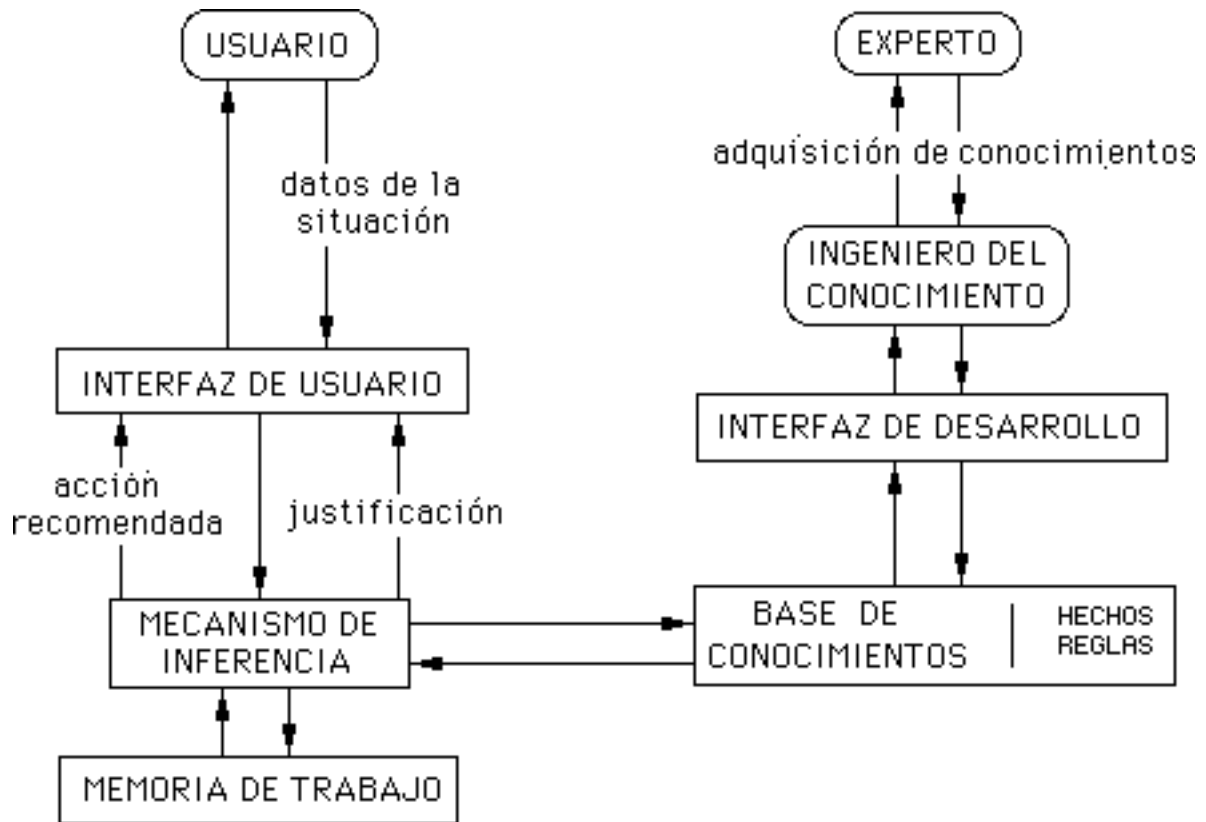 USUARIO
EXPERTO
adquisición de conocimientos
datos de la
situación
INGENIERO DEL
CONOCIMIENTO
INTERFAZ DE USUARIO
INTERFAZ DE DESARROLLO
acción
recomendada
justificación
MECANISMO DE
INFERENCIA
BASE DE
CONOCIMIENTOS
HECHOS
REGLAS
MEMORIA DE TRABAJO